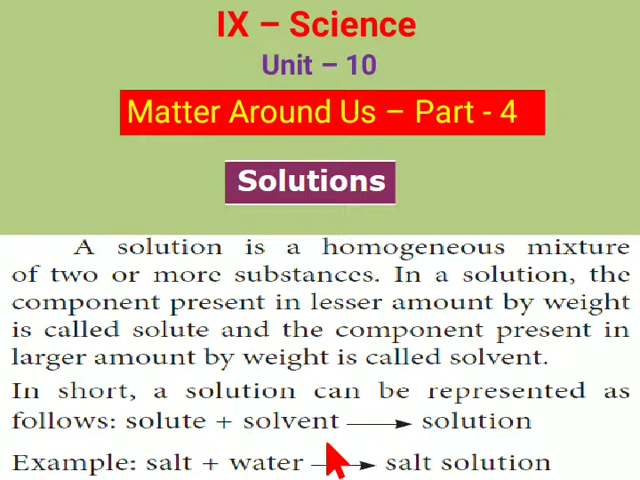 IX – Science
Unit – 10
Matter Around Us – Part - 4
Solutions
A solution is a homogeneous mixture
of two or more substances. In a solution, the
component present in lesser amount by weight
is called solute and the component present in
larger amount by weight is called solvent.
In short, a solution can be represented as
follows: solute + solvent ⟶ solution
Example: salt + water ⟶ salt solution